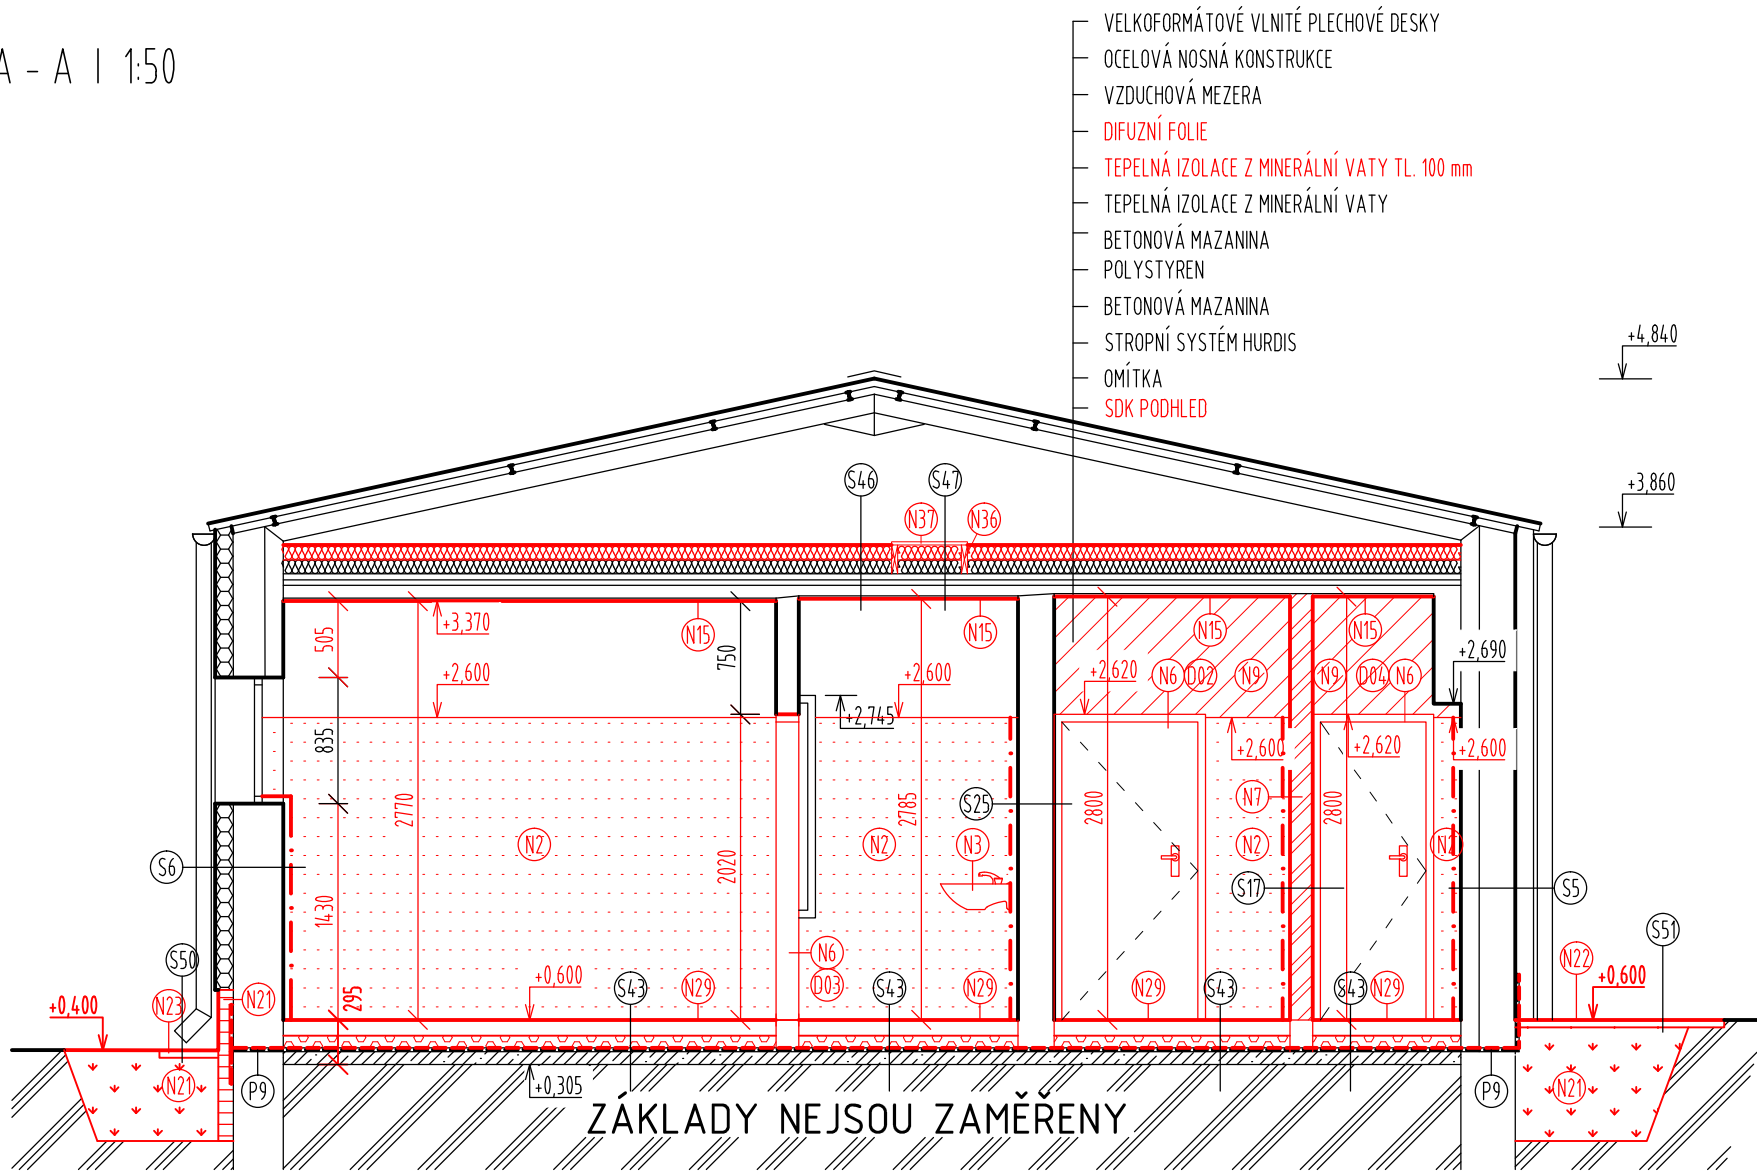 A - A | 1:50
VELKOFORMÁTOVÉ VLNITÉ PLECHOVÉ DESKY
OCELOVÁ NOSNÁ KONSTRUKCE
VZDUCHOVÁ MEZERA
DIFUZNÍ FOLIE
TEPELNÁ IZOLACE Z MINERÁLNÍ VATY TL. 100 mm
TEPELNÁ IZOLACE Z MINERÁLNÍ VATY
BETONOVÁ MAZANINA
POLYSTYREN
BETONOVÁ MAZANINA
STROPNÍ SYSTÉM HURDIS
OMÍTKA
SDK PODHLED
+4,840
+3,860
S46 S47
N37 N36
505
+3,370
N15
750
N15
N15
N15
+2,690
+2,600
+2,600
+2,620
N6 D02 N9
N9 D04 N6
+2,745
835
+2,600
+2,620
+2,600
2770
2785
2800
2800
S25
N7
N2
N2
N3
N2
N2
S6
2020
S17
S5
1430
S50
N6
D03
S51
N22
+0,600
+0,600
S43
N29
S43
N29
N29
S43
S43
N29
295
N21
N23
+0,400
N21
P9
+0,305
P9
N21
ZÁKLADY NEJSOU ZAMĚŘENY